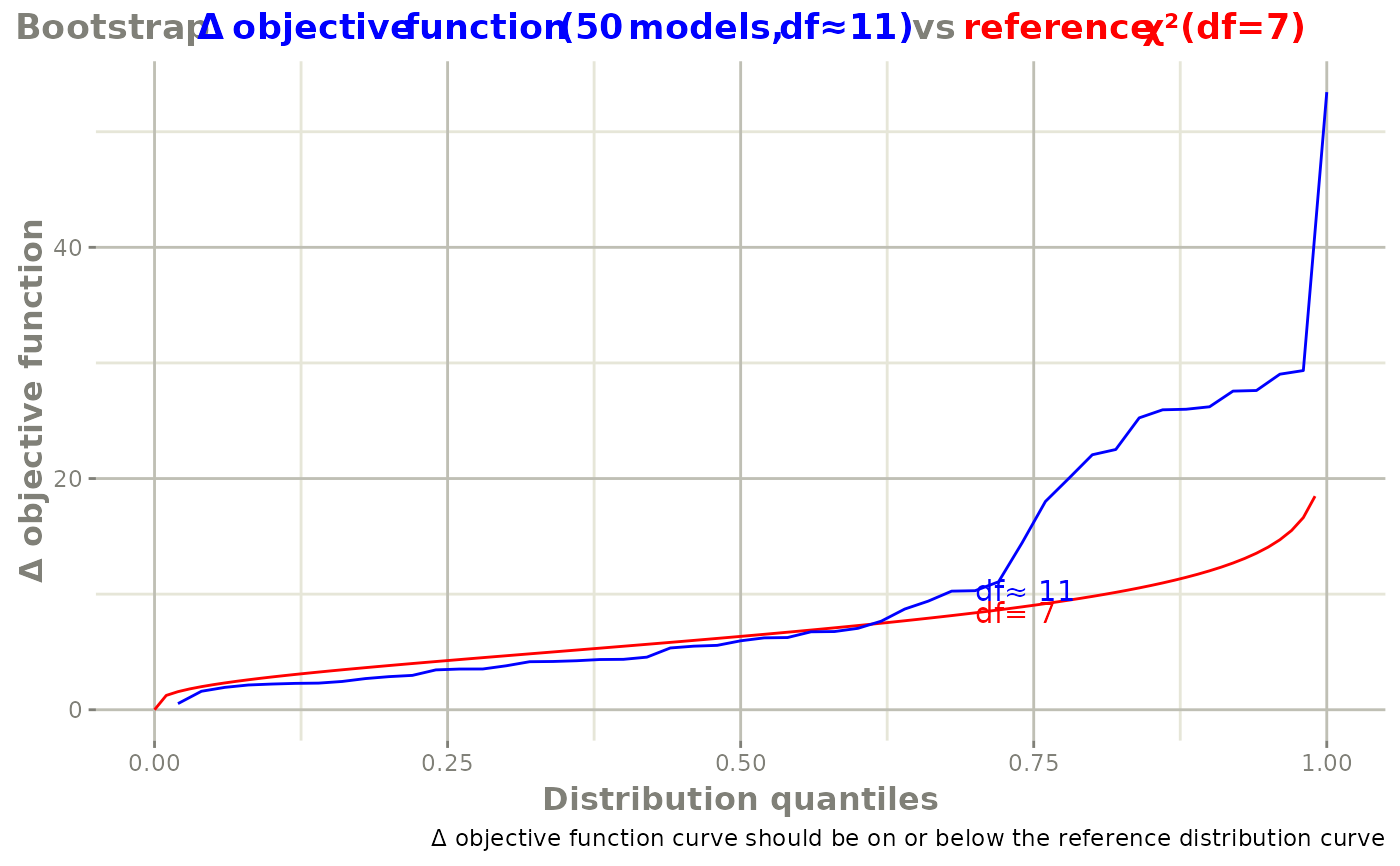 Bootstrap Δ objective function (50 models, df≈11) vs reference χ²(df=7)
Δ objective function
40
20
0
df≈ 11
df= 7
0.00 0.25 0.50 0.75 1.00
Distribution quantiles
Δ objective function curve should be on or below the reference distribution curve